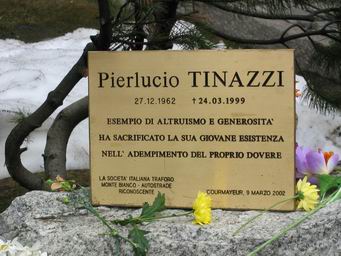 Pierlucio TINAZZI
27.12.1962 †24.03.1999
ESEMPIO DI ALTRUISMO E GENEROSITA'
HA SACRIFICATO LA SUA GIOVANE ESISTENZA
NELL' ADEMPIMENTO DEL PROPRIO DOVERE
LA SOCIETA' ITALIANA TRAFORO
MONTE BIANCO - AUTOSTRADE
RICONOSCENTE
COURMAYEUR, 9 MARZO 2002